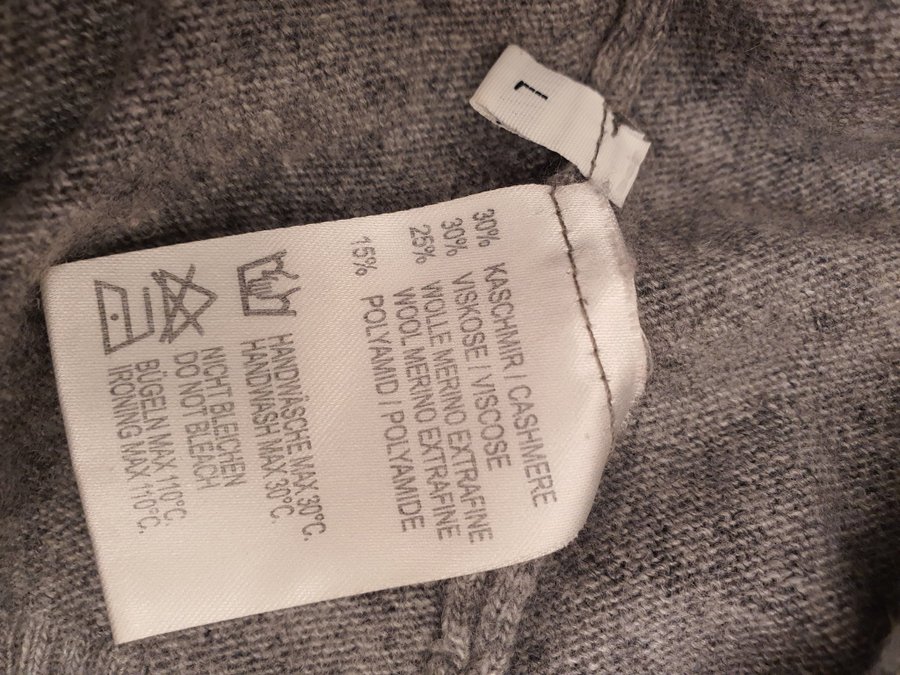 L
30% KASCHMIR / CASHMERE
30% VISKOSE / VISCOSE
25% WOLLE MERINO EXTRAFINE
WOOL MERINO EXTRAFINE
15% POLYAMID / POLYAMIDE
HANDWÄSCHE MAX 30°C.
HANDWASH MAX 30°C.
NICHT BLEICHEN
DO NOT BLEACH
BÜGELN MAX 110°C.
IRONING MAX 110°C.